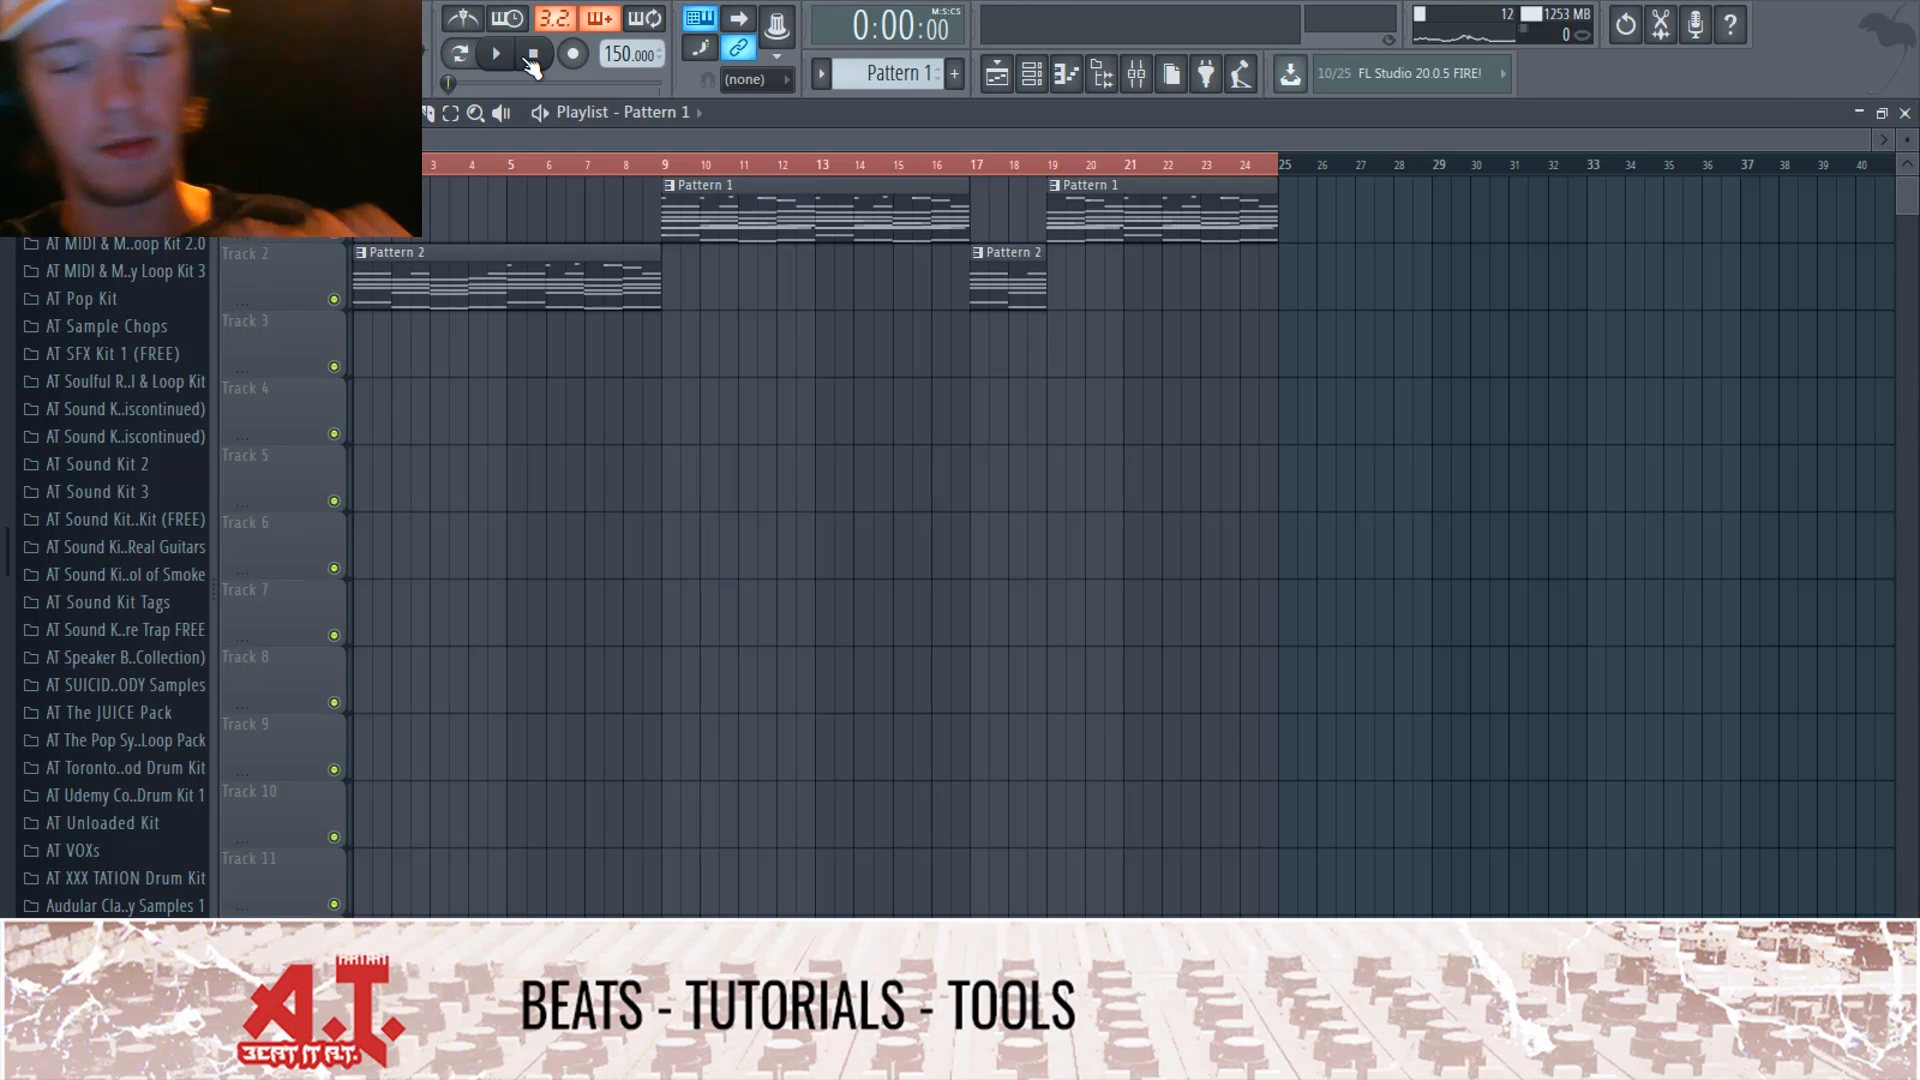 3.2.
0:00:00
M:S:CS
12
1253 MB
0
150.000
(none)
Pattern 1
10/25 FL Studio 20.0.5 FIRE!
Playlist - Pattern 1
3 4 5 6 7 8 9 10 11 12 13 14 15 16 17 18 19 20 21 22 23 24 25 26 27 28 29 30 31 32 33 34 35 36 37 38 39 40
Pattern 1
Pattern 1
Pattern 2
Pattern 2
Track 2
Track 3
Track 4
Track 5
Track 6
Track 7
Track 8
Track 9
Track 10
Track 11
AT MIDI & M..oop Kit 2.0
AT MIDI & M..y Loop Kit 3
AT Pop Kit
AT Sample Chops
AT SFX Kit 1 (FREE)
AT Soulful R..l & Loop Kit
AT Sound K..iscontinued)
AT Sound K..iscontinued)
AT Sound Kit 2
AT Sound Kit 3
AT Sound Kit..Kit (FREE)
AT Sound Ki..Real Guitars
AT Sound Ki..ol of Smoke
AT Sound Kit Tags
AT Sound K..re Trap FREE
AT Speaker B..Collection)
AT SUICID..ODY Samples
AT The JUICE Pack
AT The Pop Sy..Loop Pack
AT Toronto..od Drum Kit
AT Udemy Co..Drum Kit 1
AT Unloaded Kit
AT VOXs
AT XXX TATION Drum Kit
Audular Cla..y Samples 1
A.T.
BEAT IT A.T.
BEATS - TUTORIALS - TOOLS